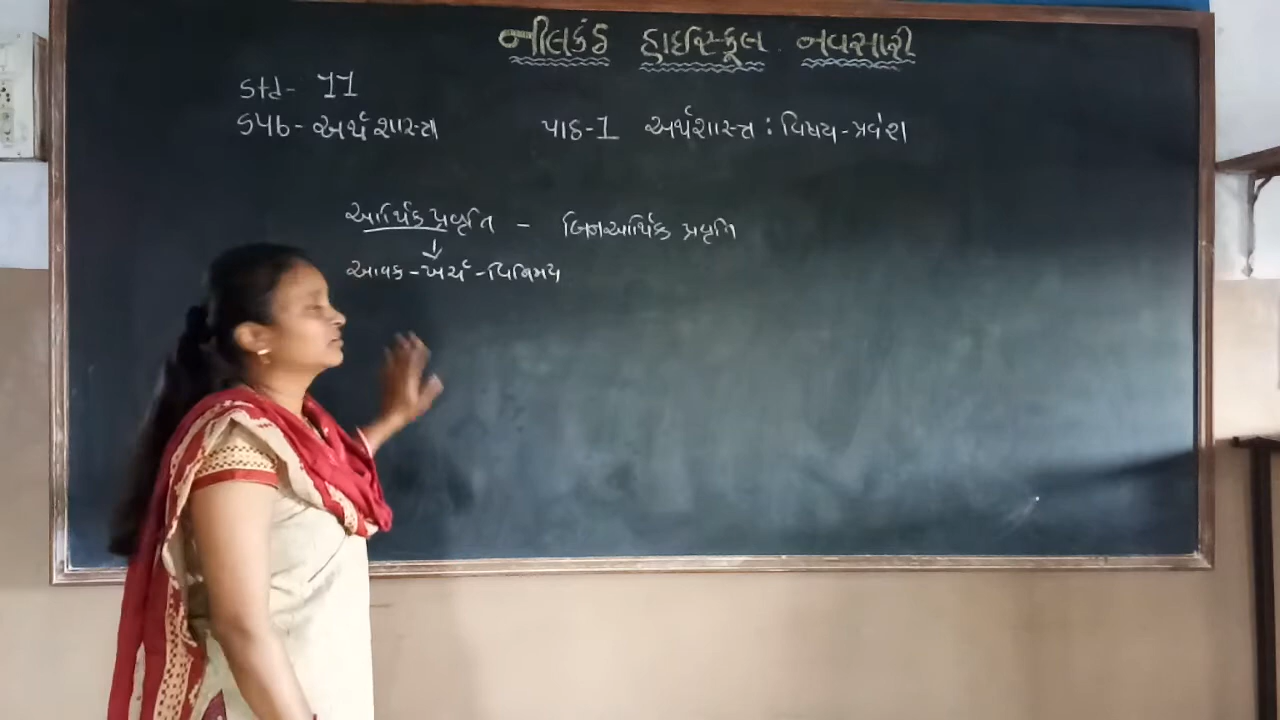 નીલકંઠ હાઈસ્કૂલ નવસારી
Std- 11
sub- અર્થશાસ્ત્ર
પાઠ-1 અર્થશાસ્ત્ર : વિષય-પ્રવેશ
આર્થિક પ્રવૃતિ - બિનઆર્થિક પ્રવૃતિ
↓
આવક-ખર્ચ-વિનિમય